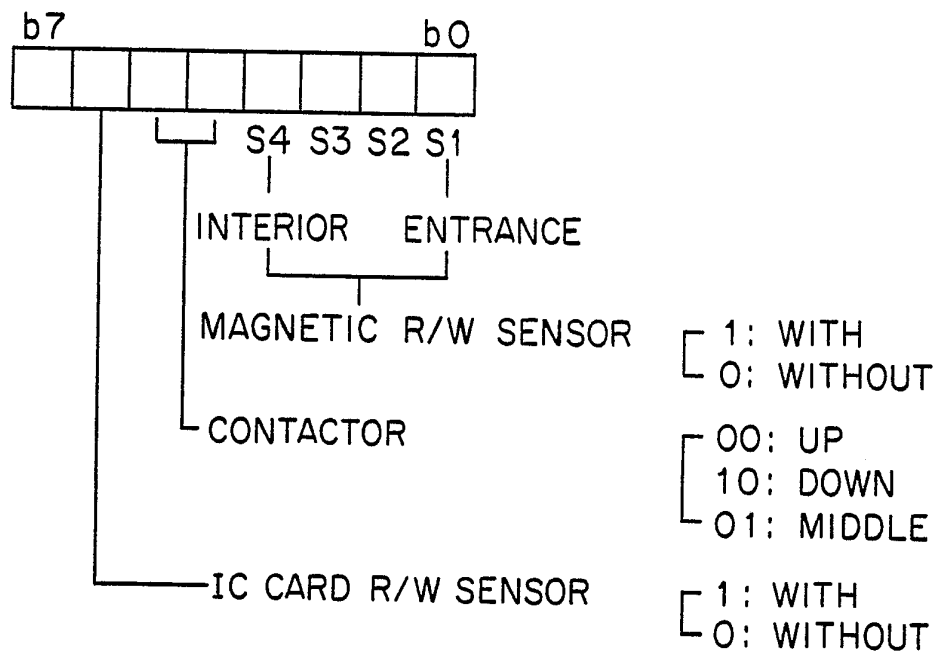 b7 b0
S4 S3 S2 S1
INTERIOR ENTRANCE
MAGNETIC R/W SENSOR 1: WITH
0: WITHOUT
CONTACTOR 00: UP
10: DOWN
01: MIDDLE
IC CARD R/W SENSOR 1: WITH
0: WITHOUT